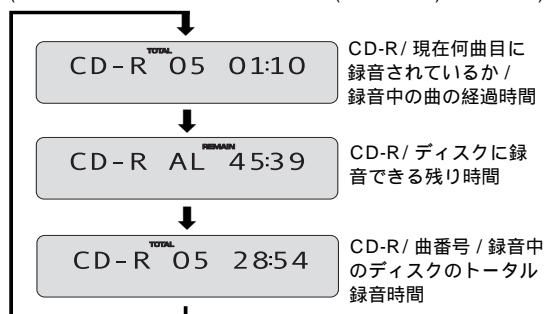 TOTAL
CD-R 05 01:10
CD-R/ 現在何曲目に
録音されているか /
録音中の曲の経過時間
REMAIN
CD-R AL 45:39
CD-R/ ディスクに録
音できる残り時間
TOTAL
CD-R 05 28:54
CD-R/ 曲番号 / 録音中
のディスクのトータル
録音時間